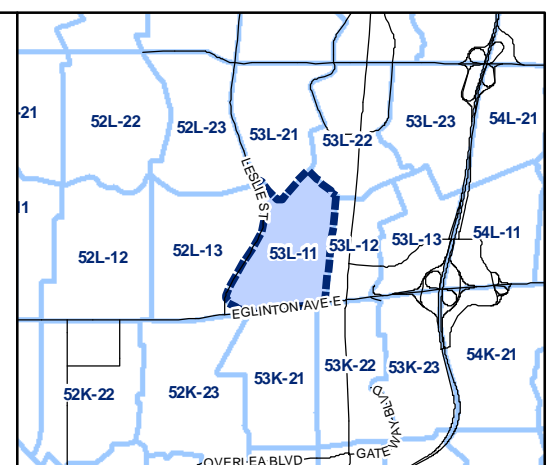 -21
52L-22
52L-23
53L-21
53L-22
53L-23
54L-21
LESLIE ST
52L-12
52L-13
53L-11
53L-12
53L-13
54L-11
EGLINTON AVE E
52K-22
52K-23
53K-21
53K-22
53K-23
54K-21
OVERLEA BLVD
GATEWAY BLVD